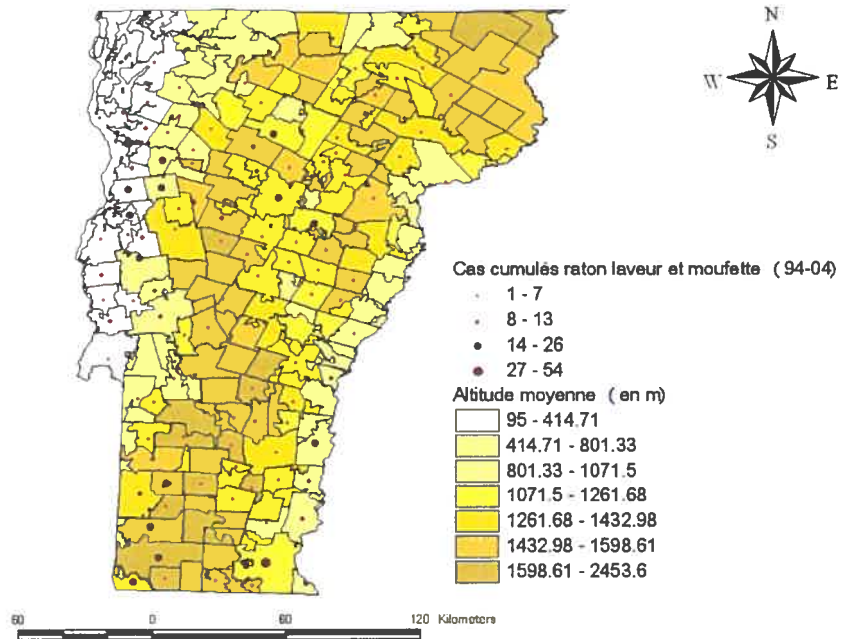 N
W
E
S
Cas cumulés raton laveur et moufette ( 94-04)
1 - 7
8 - 13
14 - 26
27 - 54
Altitude moyenne ( en m)
95 - 414.71
414.71 - 801.33
801.33 - 1071.5
1071.5 - 1261.68
1261.68 - 1432.98
1432.98 - 1598.61
1598.61 - 2453.6
60 0 60 120 Kilometers